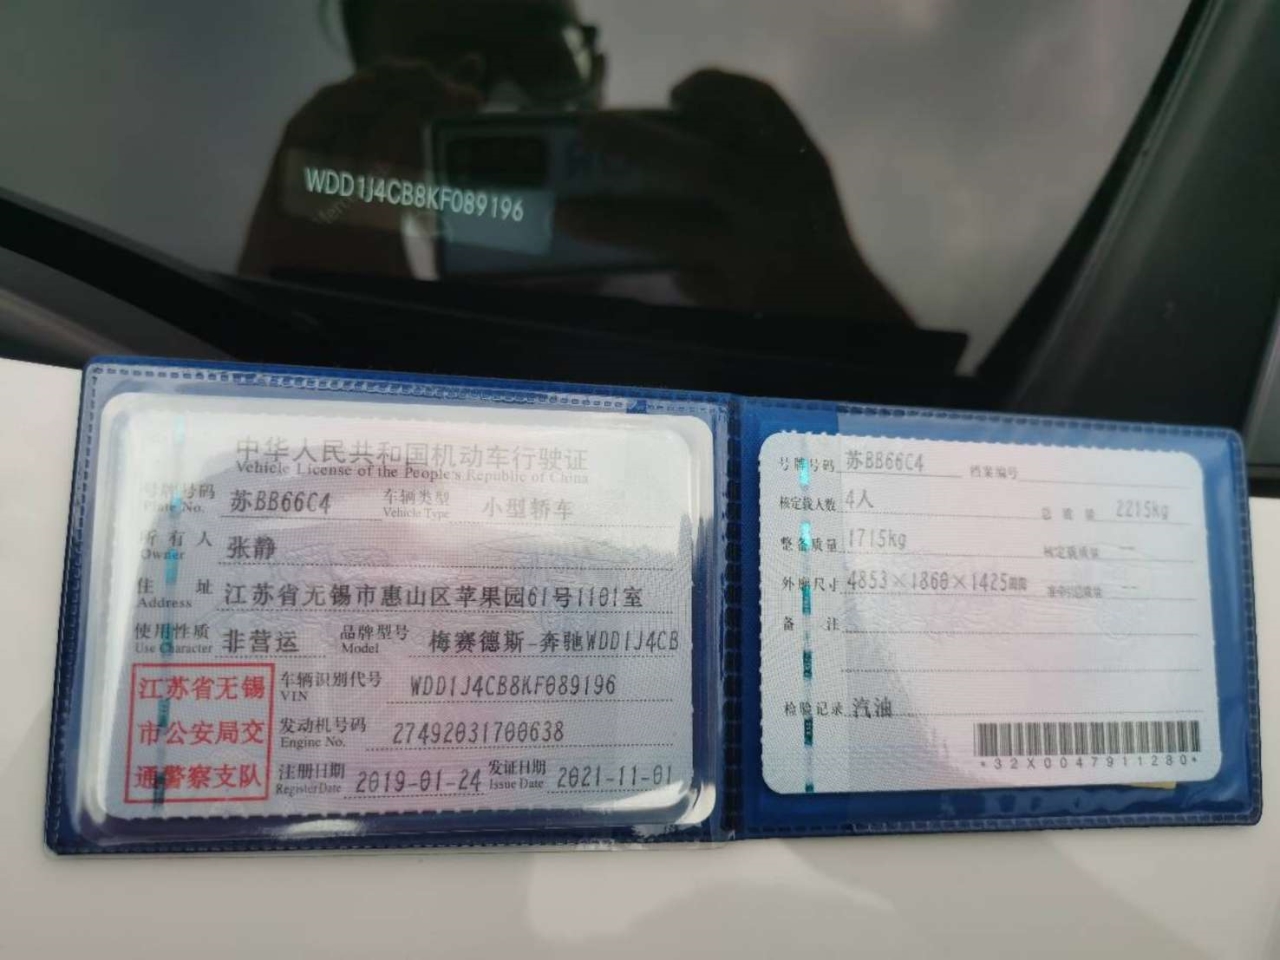 WDD1J4CB8KF089196
中华人民共和国机动车行驶证
Vehicle License of the People's Republic of China
号牌号码 苏BB66C4 车辆类型 小型轿车
Plate No. Vehicle Type
所有人 张静
Owner
住址 江苏省无锡市惠山区苹果园61号1101室
Address
使用性质 非营运 品牌型号 梅赛德斯-奔驰WDD1J4CB
Use Character Model
江苏省无锡
市公安局交
通警察支队
车辆识别代号 WDD1J4CB8KF089196
VIN
发动机号码 27492031700638
Engine No.
注册日期 2019-01-24 发证日期 2021-11-01
Register Date Issue Date
号牌号码 苏BB66C4 档案编号
核定载人数 4人 总质量 2215kg
整备质量 1715kg 核定载质量 --
外廓尺寸 4853×1860×1425 准牵引总质量 --
备注
检验记录 汽油
*32X0047911280*